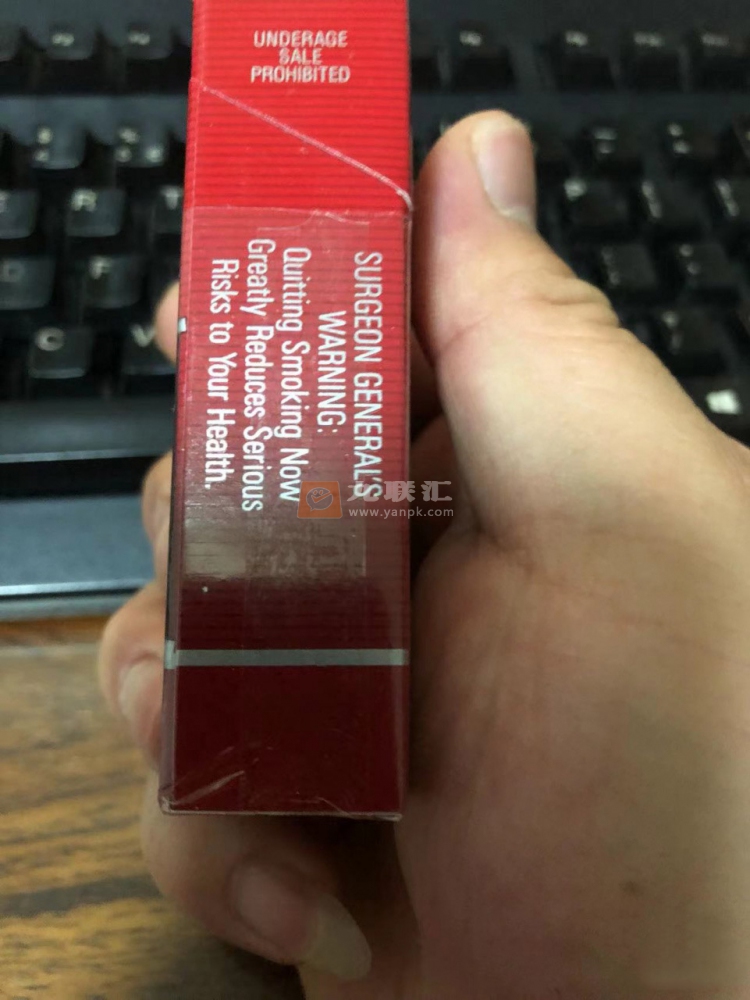 UNDERAGE
SALE
PROHIBITED
SURGEON GENERAL'S
WARNING:
Quitting Smoking Now
Greatly Reduces Serious
Risks to Your Health.
联汇
www.yanpk.com
C
V